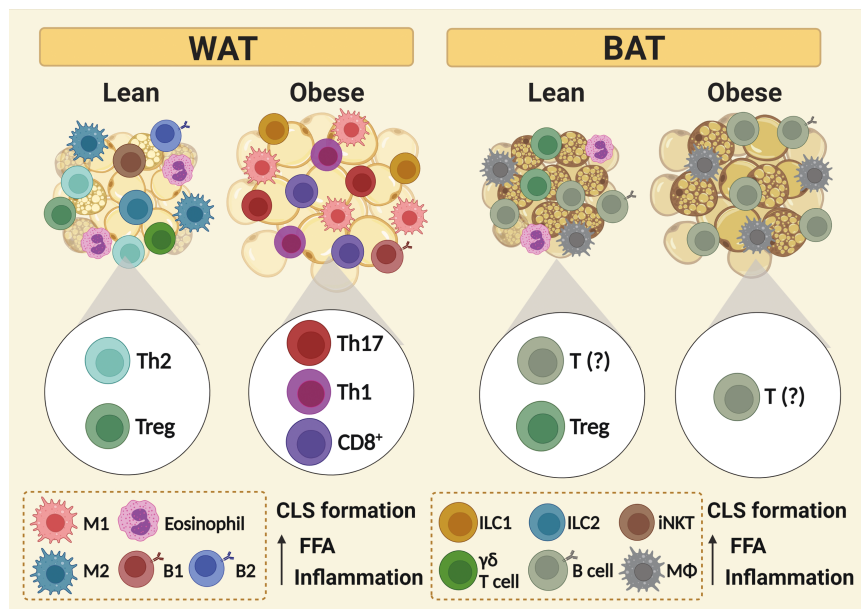 WAT
BAT
Lean
Obese
Lean
Obese
Th2
Treg
Th17
Th1
CD8⁺
T (?)
Treg
T (?)
M1
Eosinophil
M2
B1
B2
CLS formation
↑ FFA
Inflammation
ILC1
ILC2
iNKT
γδ
T cell
B cell
MΦ
CLS formation
↑ FFA
Inflammation